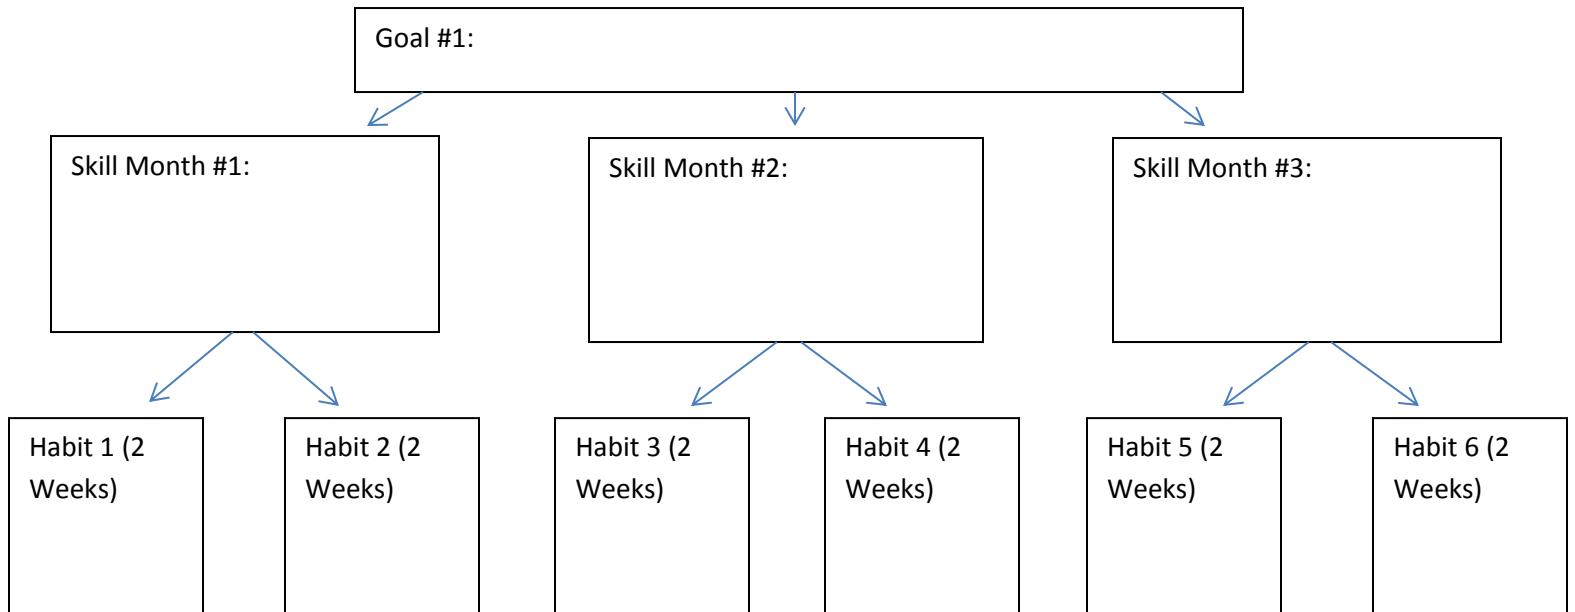 Goal #1:
Skill Month #1:
Skill Month #2:
Skill Month #3:
Habit 1 (2
Weeks)
Habit 2 (2
Weeks)
Habit 3 (2
Weeks)
Habit 4 (2
Weeks)
Habit 5 (2
Weeks)
Habit 6 (2
Weeks)